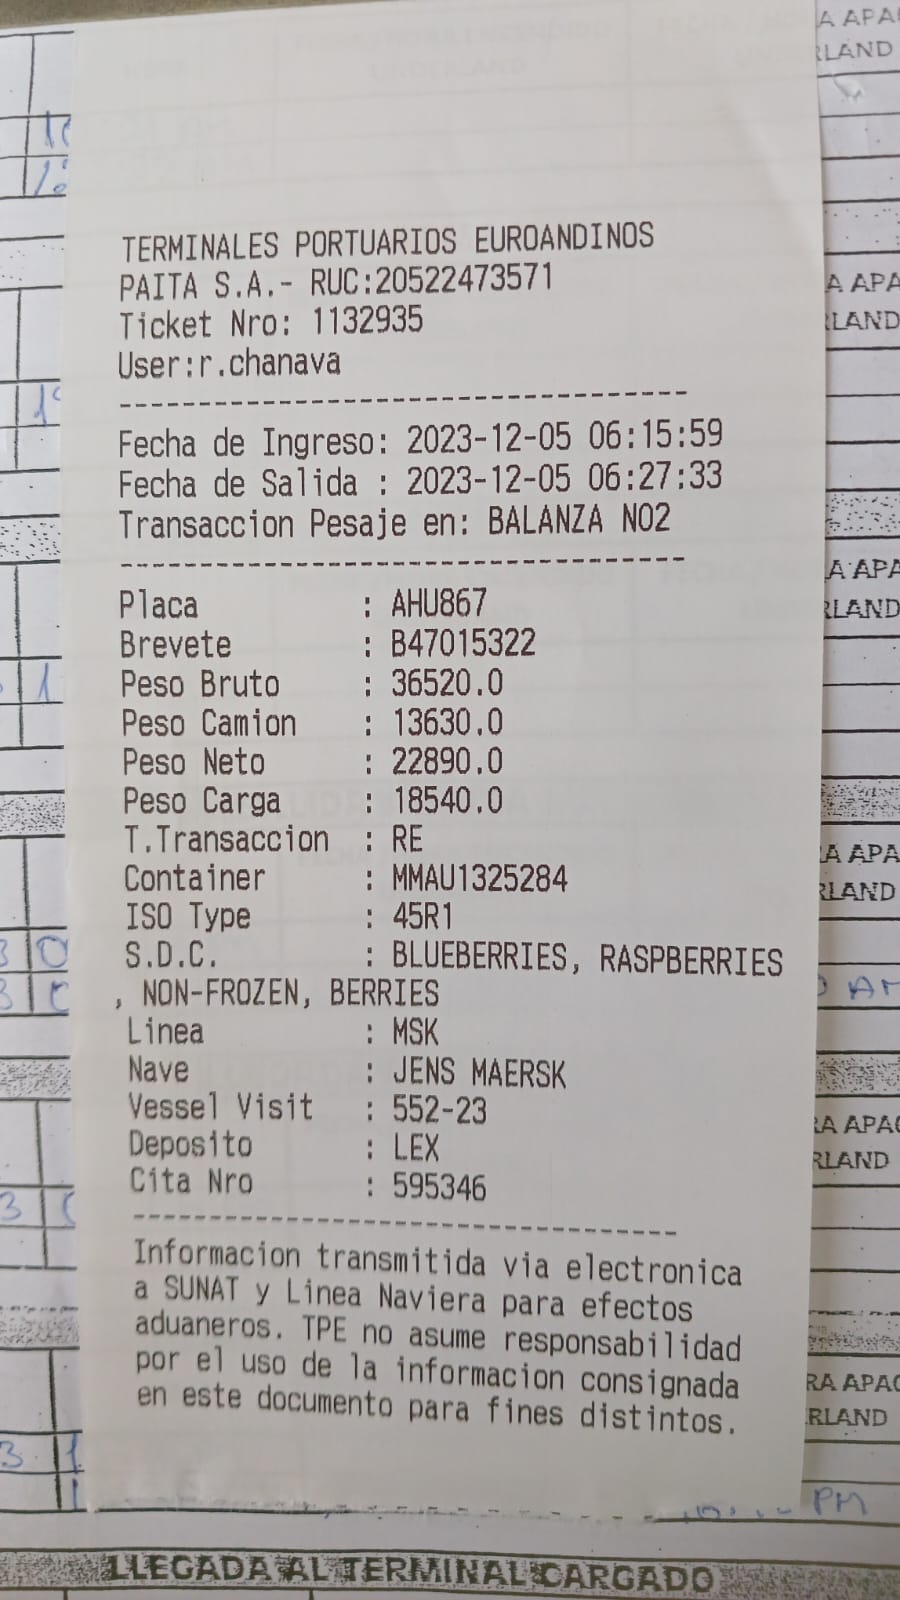 TERMINALES PORTUARIOS EUROANDINOS
PAITA S.A.- RUC:20522473571
Ticket Nro: 1132935
User:r.chanava
Fecha de Ingreso: 2023-12-05 06:15:59
Fecha de Salida : 2023-12-05 06:27:33
Transaccion Pesaje en: BALANZA NO2
Placa : AHU867
Brevete : B47015322
Peso Bruto : 36520.0
Peso Camion : 13630.0
Peso Neto : 22890.0
Peso Carga : 18540.0
T.Transaccion : RE
Container : MMAU1325284
ISO Type : 45R1
S.D.C. : BLUEBERRIES, RASPBERRIES
, NON-FROZEN, BERRIES
Linea : MSK
Nave : JENS MAERSK
Vessel Visit : 552-23
Deposito : LEX
Cita Nro : 595346
Informacion transmitida via electronica
a SUNAT y Linea Naviera para efectos
aduaneros. TPE no asume responsabilidad
por el uso de la informacion consignada
en este documento para fines distintos.
PM
LLEGADA AL TERMINAL CARGADO